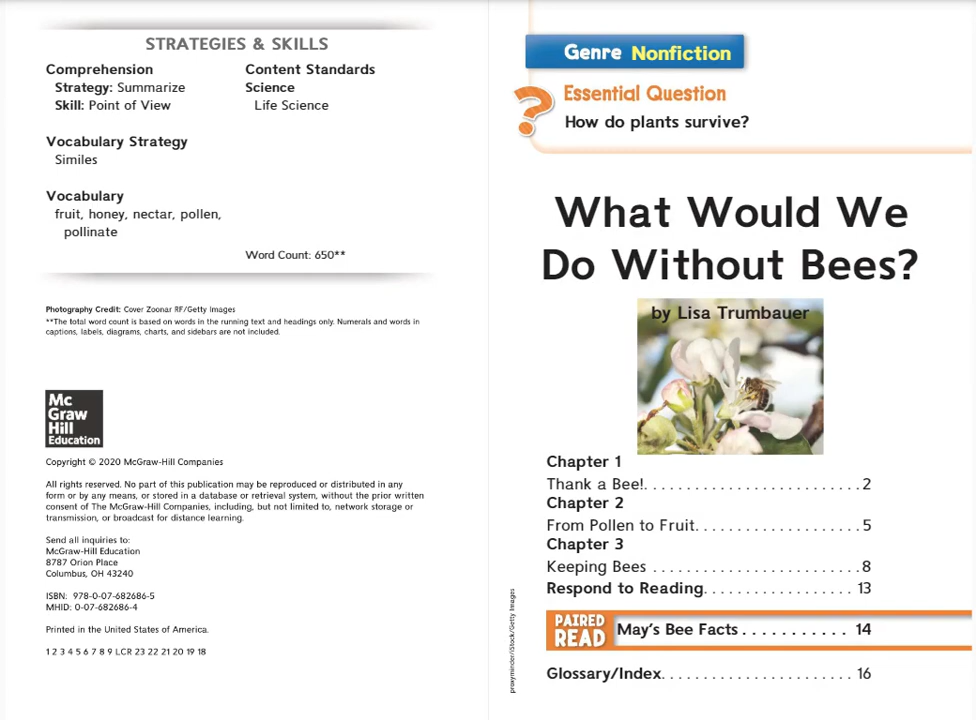 STRATEGIES & SKILLS
Comprehension
Strategy: Summarize
Skill: Point of View
Vocabulary Strategy
Similes
Vocabulary
fruit, honey, nectar, pollen,
pollinate
Content Standards
Science
Life Science
Word Count: 650**
Photography Credit: Cover Zoonar RF/Getty Images
**The total word count is based on words in the running text and headings only. Numerals and words in
captions, labels, diagrams, charts, and sidebars are not included.
Mc
Graw
Hill
Education
Copyright © 2020 McGraw-Hill Companies
All rights reserved. No part of this publication may be reproduced or distributed in any
form or by any means, or stored in a database or retrieval system, without the prior written
consent of The McGraw-Hill Companies, including, but not limited to, network storage or
transmission, or broadcast for distance learning.
Send all inquiries to:
McGraw-Hill Education
8787 Orion Place
Columbus, OH 43240
ISBN: 978-0-07-682686-5
MHID: 0-07-682686-4
Printed in the United States of America.
1 2 3 4 5 6 7 8 9 LCR 23 22 21 20 19 18
Genre Nonfiction
? Essential Question
How do plants survive?
What Would We
Do Without Bees?
by Lisa Trumbauer
Chapter 1
Thank a Bee!. . . . . . . . . . . . . . . . . . . . . . . . 2
Chapter 2
From Pollen to Fruit. . . . . . . . . . . . . . . . . . 5
Chapter 3
Keeping Bees . . . . . . . . . . . . . . . . . . . . . . . 8
Respond to Reading. . . . . . . . . . . . . . . . . 13
PAIRED
READ
May's Bee Facts . . . . . . . . . . . 14
Glossary/Index. . . . . . . . . . . . . . . . . . . . . . 16
proxyminder/iStock/Getty Images